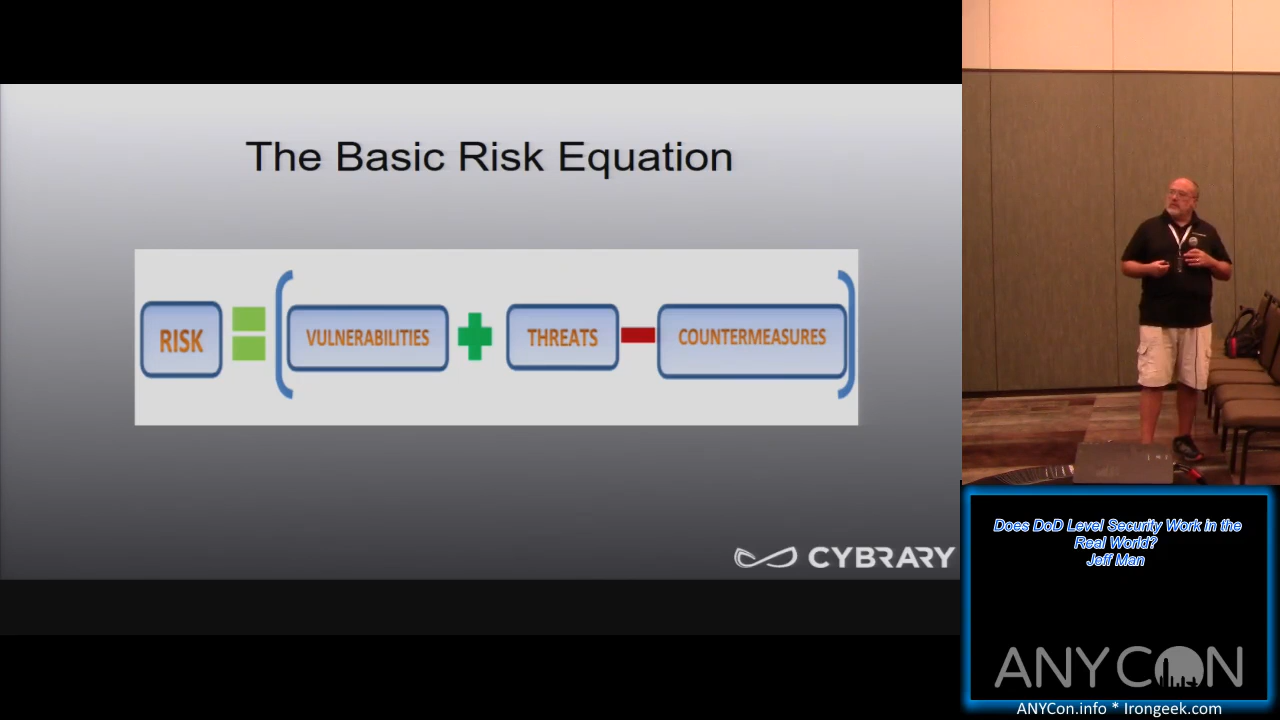 The Basic Risk Equation
RISK = ( VULNERABILITIES + THREATS - COUNTERMEASURES )
CYBRARY
Does DoD Level Security Work in the
Real World?
Jeff Man
ANYCON
ANYCon.info * Irongeek.com